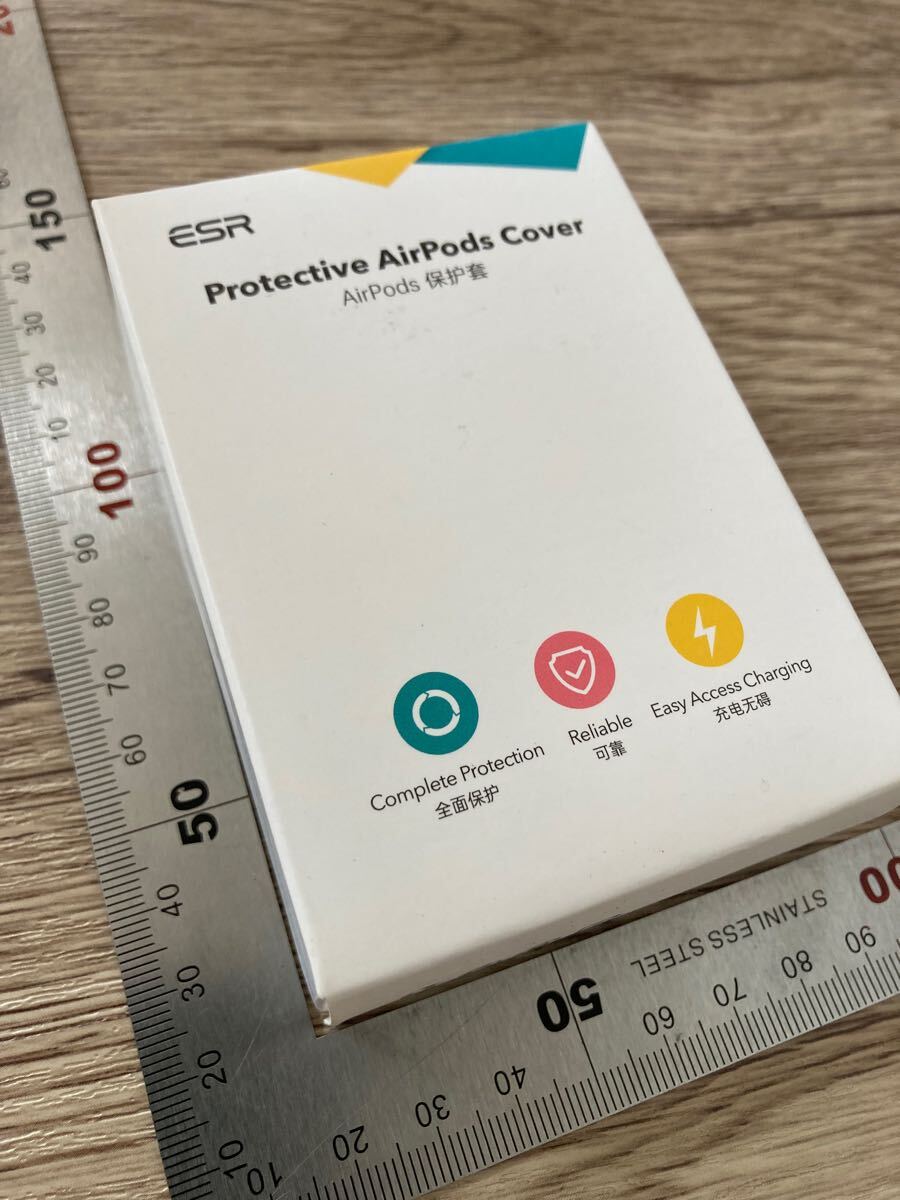 ESR
Protective AirPods Cover
AirPods 保护套
Complete Protection
全面保护
Reliable
可靠
Easy Access Charging
充电无碍
150
40
30
20
10
100
90
80
70
60
50
40
30
20
10
10
20
30
40
50
60
70
80
90
STAINLESS STEEL